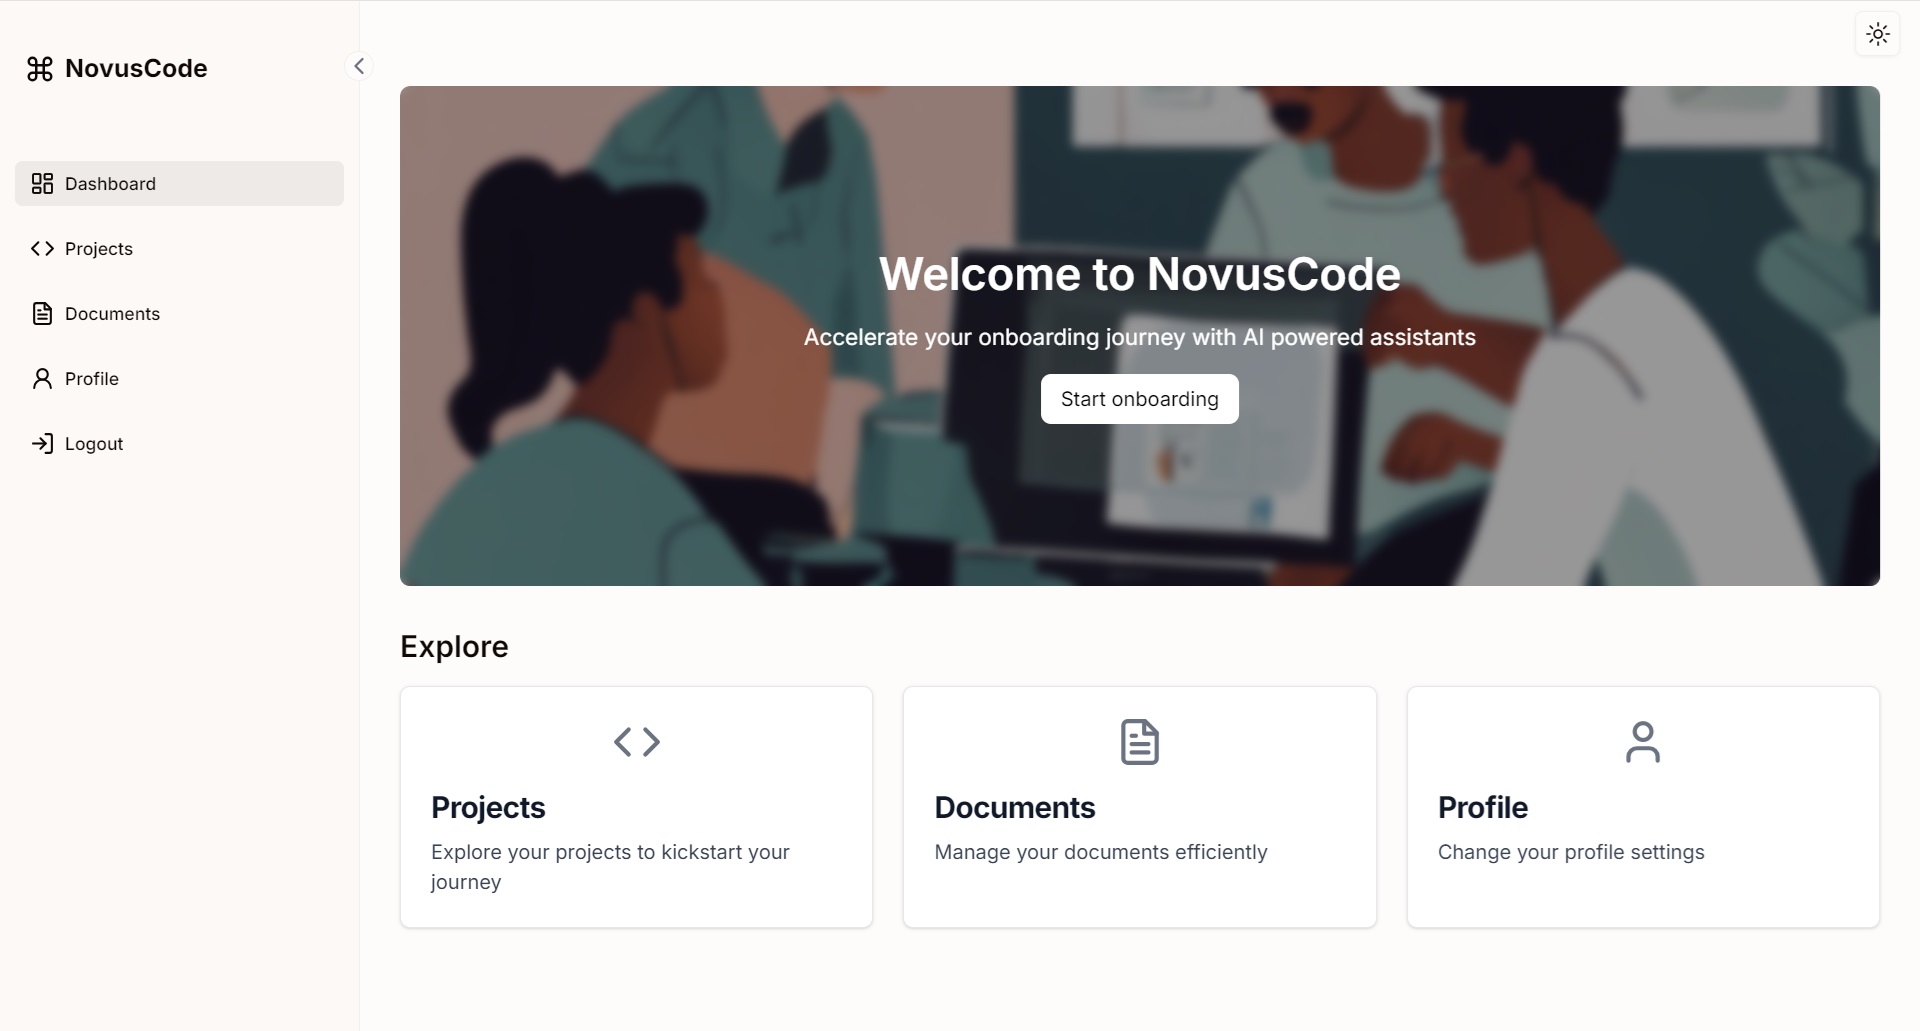 NovusCode
Dashboard
Projects
Documents
Profile
Logout
Welcome to NovusCode
Accelerate your onboarding journey with AI powered assistants
Start onboarding
Explore
Projects
Explore your projects to kickstart your
journey
Documents
Manage your documents efficiently
Profile
Change your profile settings